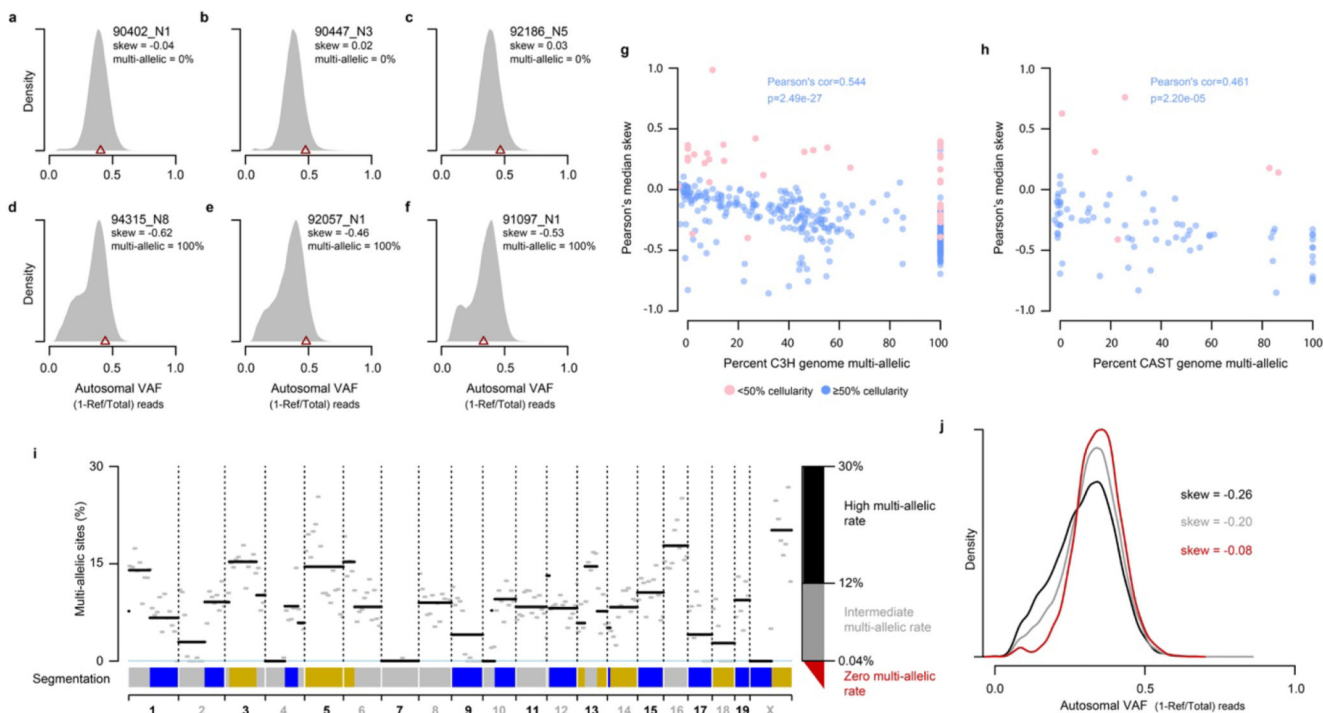 a
90402_N1
skew = -0.04
multi-allelic = 0%
b
90447_N3
skew = 0.02
multi-allelic = 0%
c
92186_N5
skew = 0.03
multi-allelic = 0%
Density
0.0 0.5 1.0
0.0 0.5 1.0
0.0 0.5 1.0
d
94315_N8
skew = -0.62
multi-allelic = 100%
e
92057_N1
skew = -0.46
multi-allelic = 100%
f
91097_N1
skew = -0.53
multi-allelic = 100%
Density
0.0 0.5 1.0
0.0 0.5 1.0
0.0 0.5 1.0
Autosomal VAF
(1-Ref/Total) reads
Autosomal VAF
(1-Ref/Total) reads
Autosomal VAF
(1-Ref/Total) reads
g
Pearson's cor=0.544
p=2.49e-27
Pearson's median skew
1.0
0.5
0.0
-0.5
-1.0
0 20 40 60 80 100
Percent C3H genome multi-allelic
<50% cellularity
≥50% cellularity
h
Pearson's cor=0.461
p=2.20e-05
Pearson's median skew
1.0
0.5
0.0
-0.5
-1.0
0 20 40 60 80 100
Percent CAST genome multi-allelic
i
Multi-allelic sites (%)
30
15
0
Segmentation
1 2 3 4 5 6 7 8 9 10 11 12 13 14 15 16 17 18 19 X
30%
High multi-allelic
rate
12%
Intermediate
multi-allelic rate
0.04%
Zero multi-allelic
rate
j
Density
skew = -0.26
skew = -0.20
skew = -0.08
0.0 0.5 1.0
Autosomal VAF (1-Ref/Total) reads